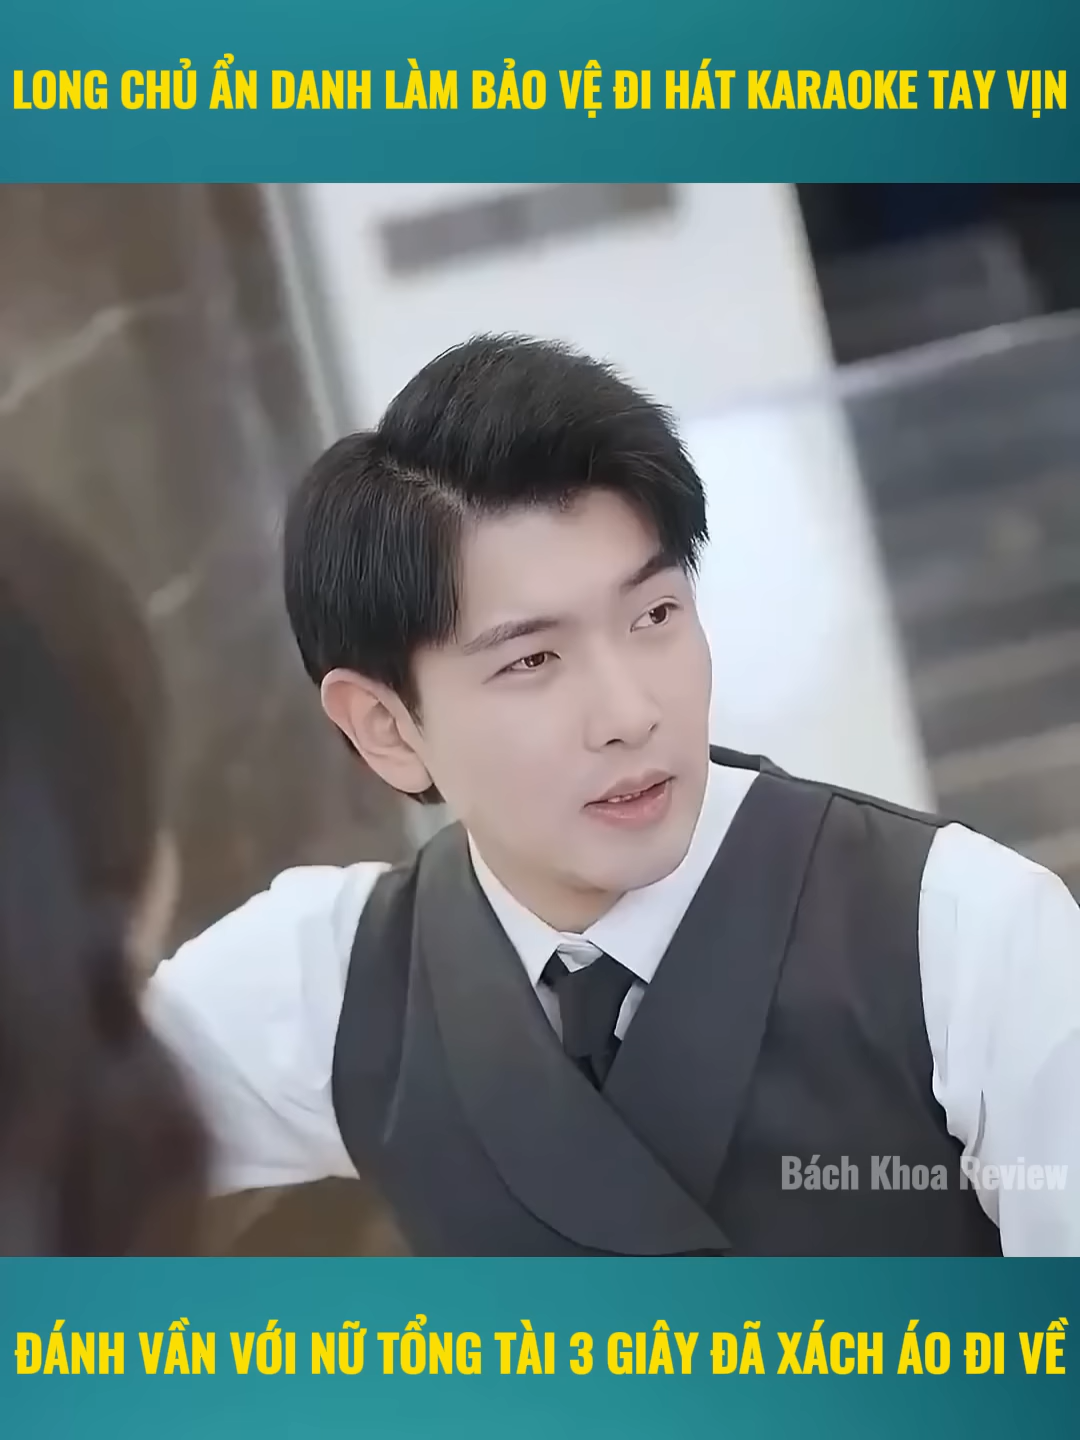 LONG CHỦ ẨN DANH LÀM BẢO VỆ ĐI HÁT KARAOKE TAY VỊN
Bách Khoa Review
ĐÁNH VẦN VỚI NỮ TỔNG TÀI 3 GIÂY ĐÃ XÁCH ÁO ĐI VỀ